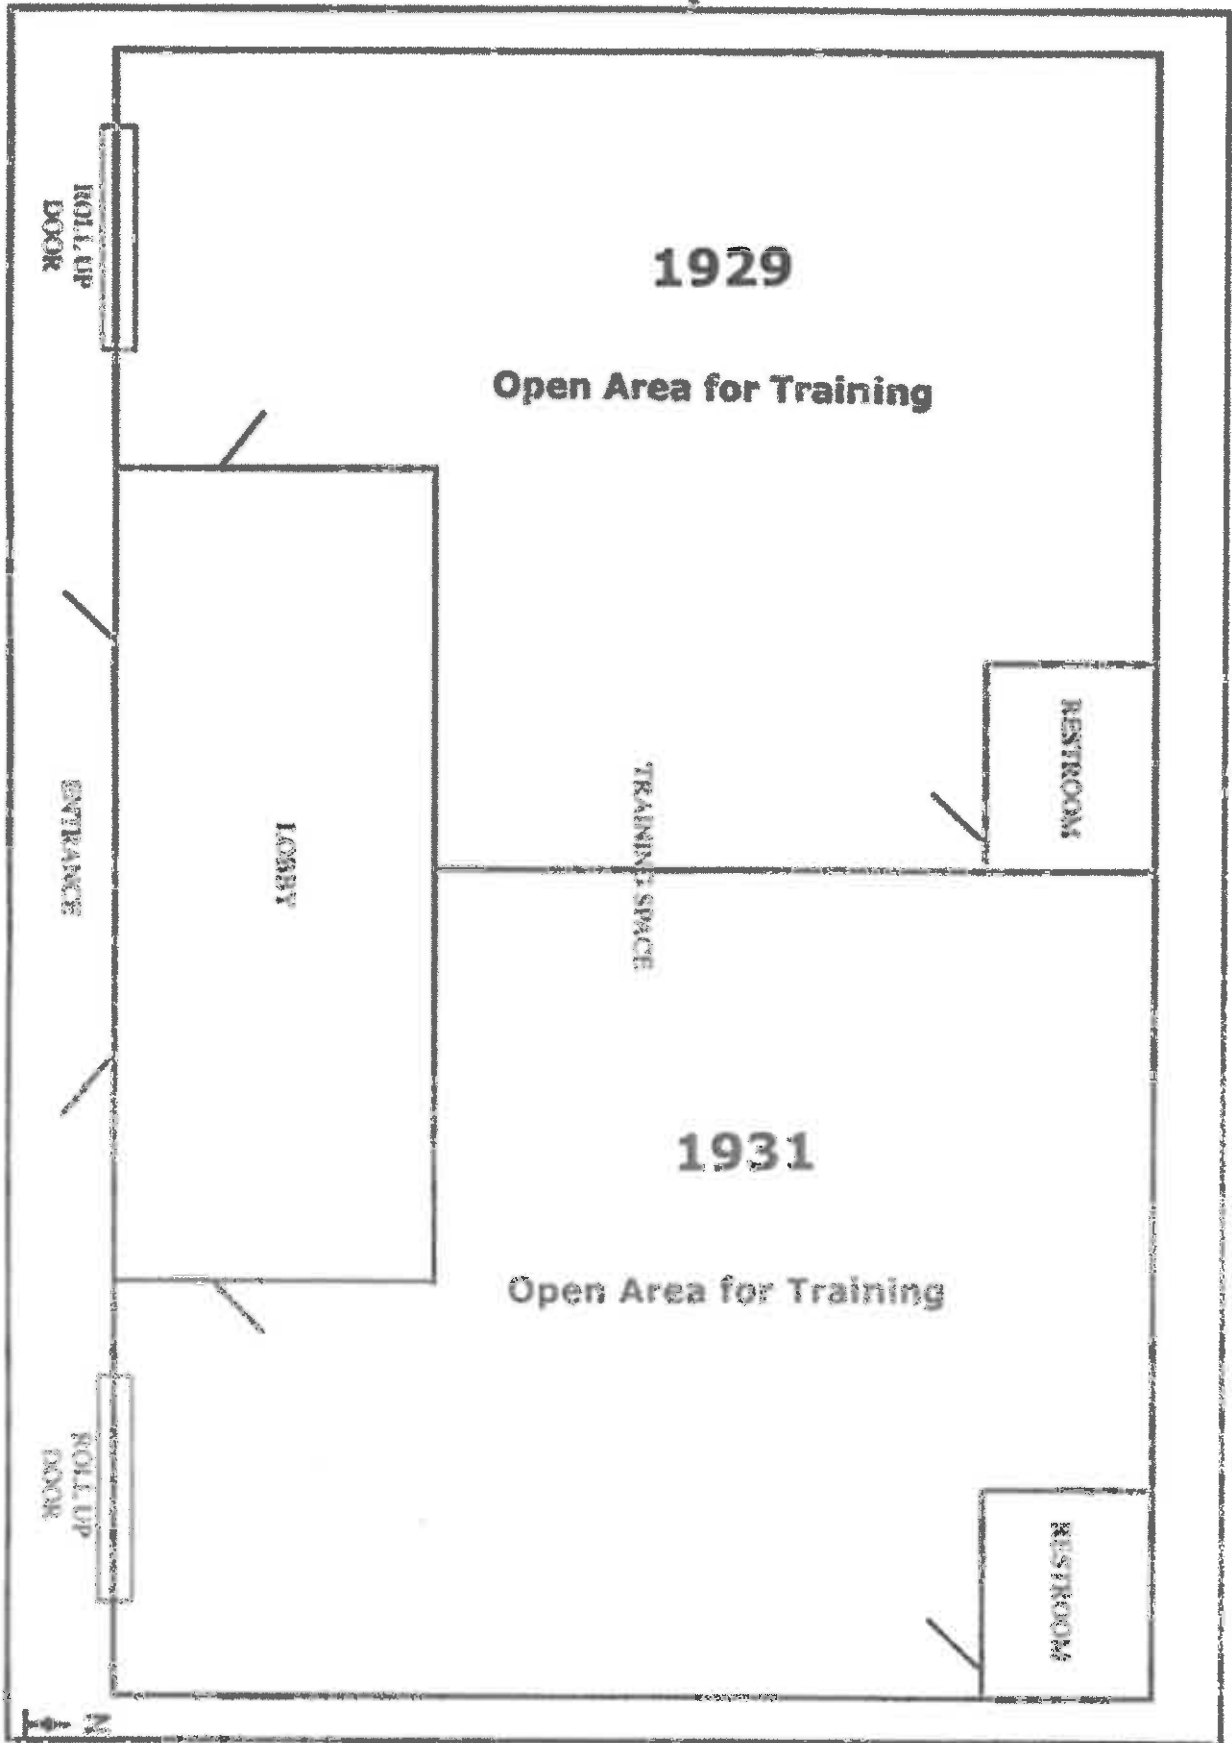 1929
Open Area for Training
ROLL UP
DOOR
RESTROOM
TRAINING SPACE
LOBBY
ENTRANCE
1931
Open Area for Training
ROLL UP
DOOR
RESTROOM
N